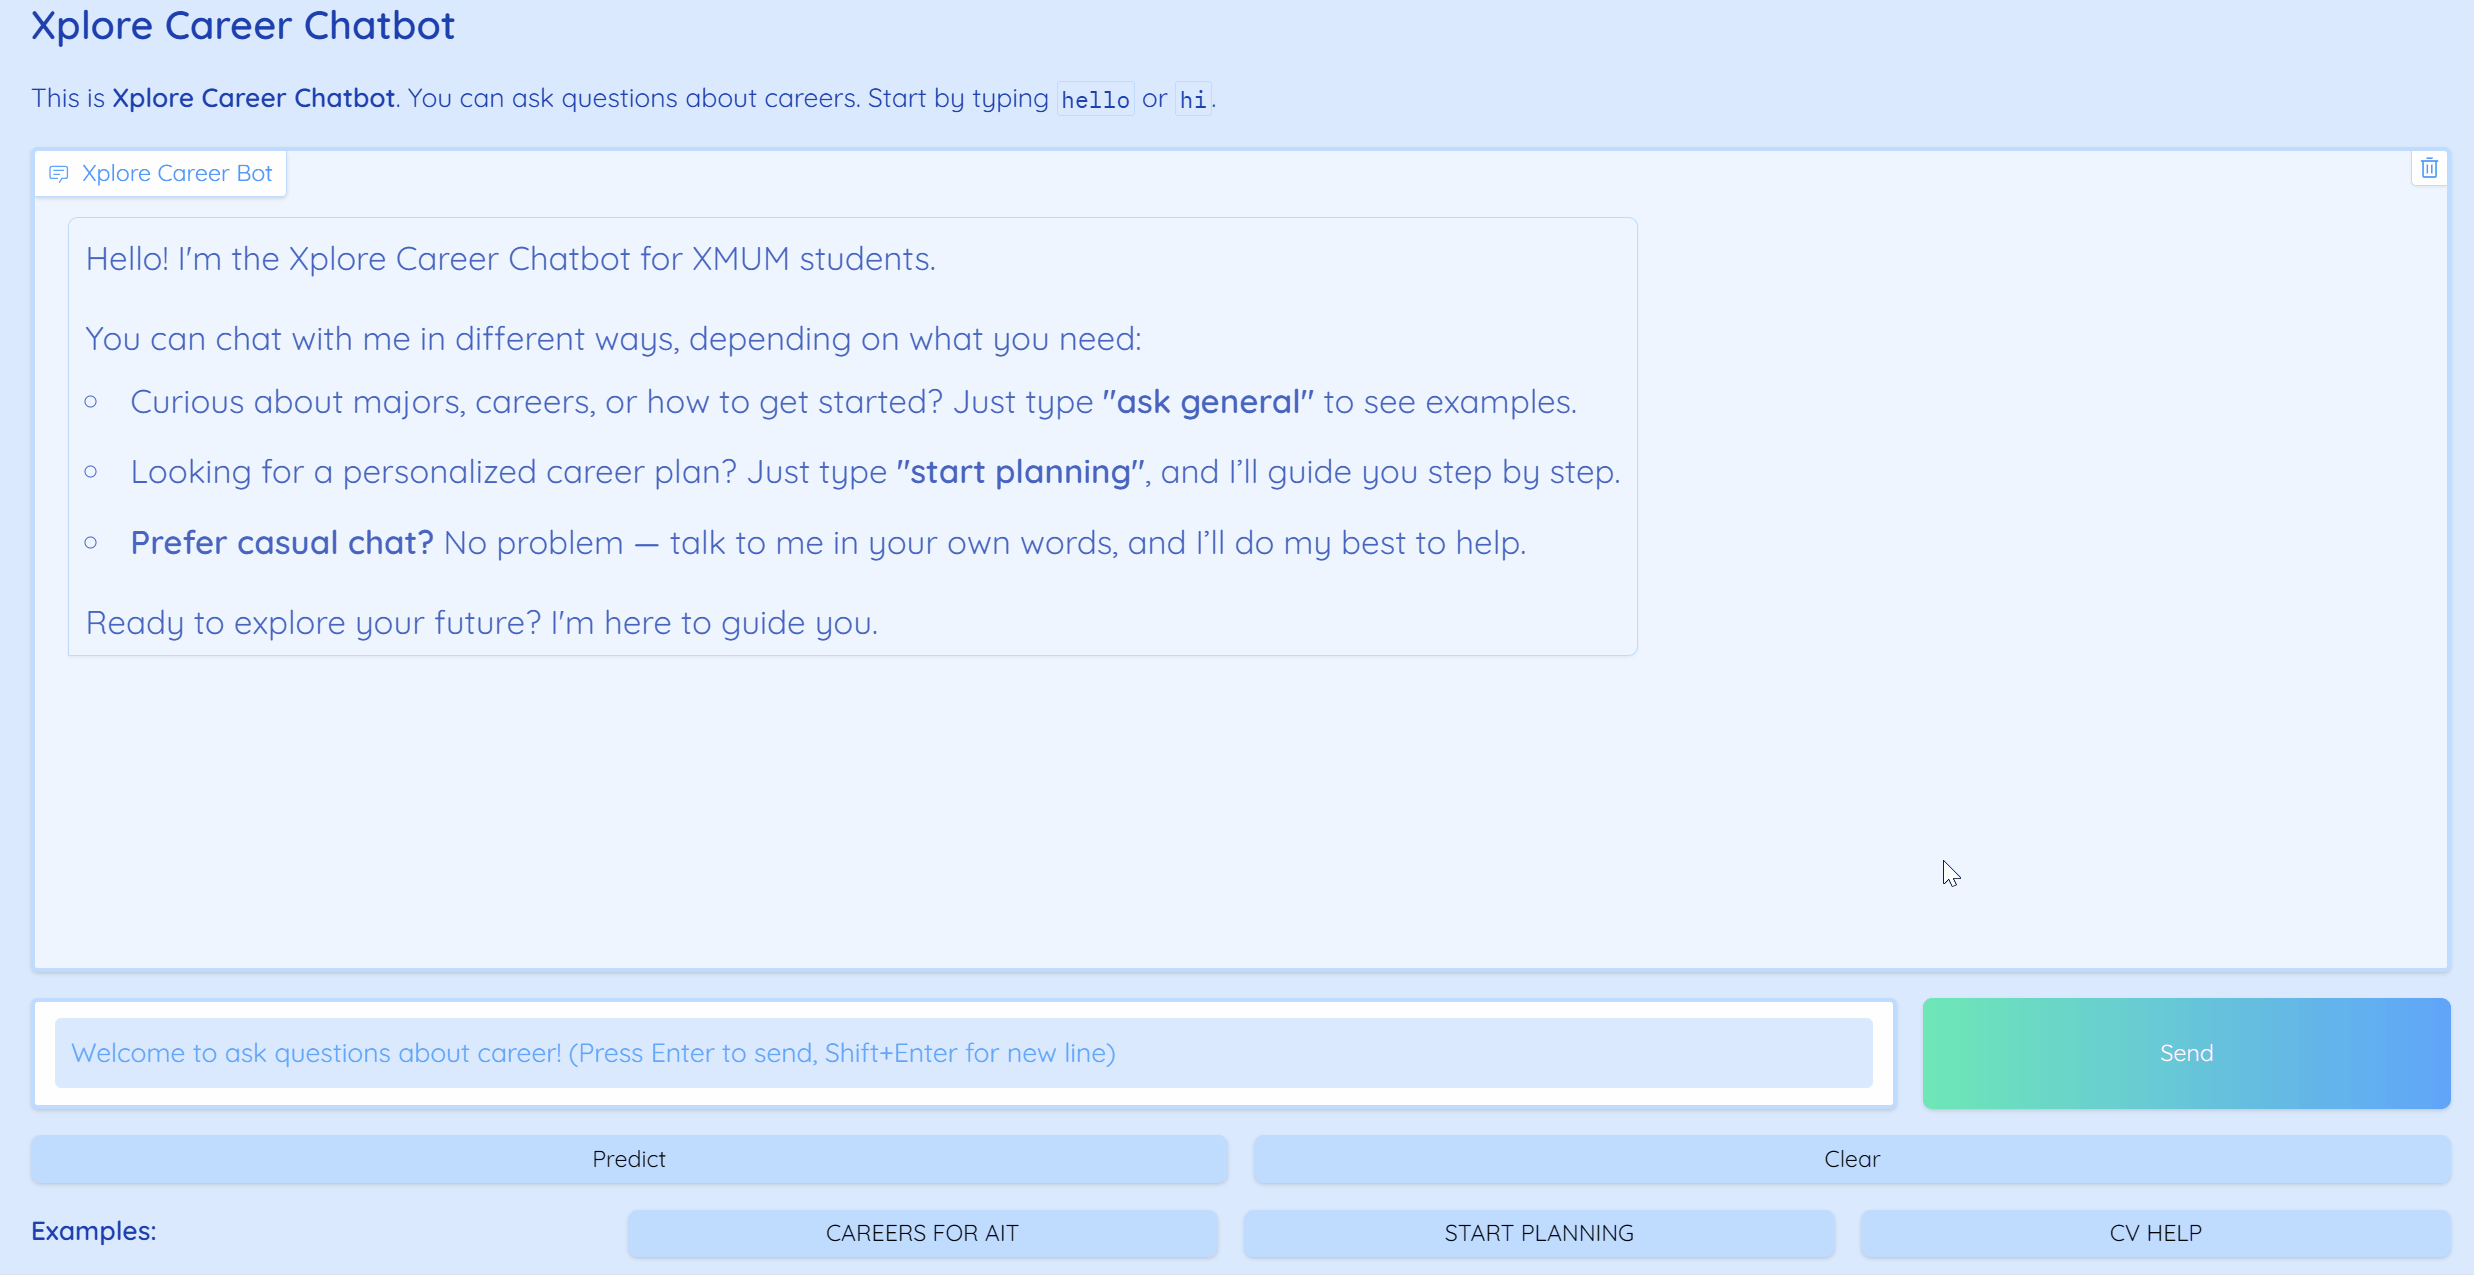 Xplore Career Chatbot
This is Xplore Career Chatbot. You can ask questions about careers. Start by typing hello or hi.
Xplore Career Bot
Hello! I'm the Xplore Career Chatbot for XMUM students.
You can chat with me in different ways, depending on what you need:
Curious about majors, careers, or how to get started? Just type "ask general" to see examples.
Looking for a personalized career plan? Just type "start planning", and I’ll guide you step by step.
Prefer casual chat? No problem — talk to me in your own words, and I’ll do my best to help.
Ready to explore your future? I'm here to guide you.
Welcome to ask questions about career! (Press Enter to send, Shift+Enter for new line)
Send
Predict
Clear
Examples:
CAREERS FOR AIT
START PLANNING
CV HELP